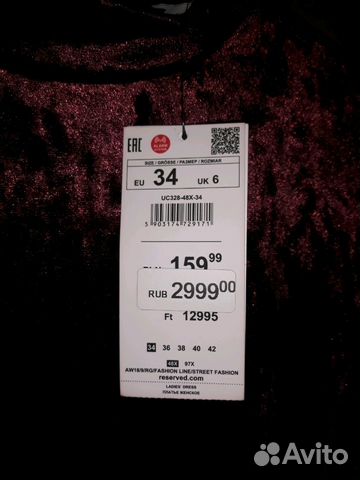 EAC
ALARM
SIZE / GRÖSSE / РАЗМЕР / ROZMIAR
EU 34 UK 6
UC328-48X-34
5 903174 729171
159,99
RUB 2999,00
Ft 12995
34 36 38 40 42
48X 97X
AW18/9/RG/FASHION LINE/STREET FASHION
reserved.com
LADIES` DRESS
ПЛАТЬЕ ЖЕНСКОЕ
Avito